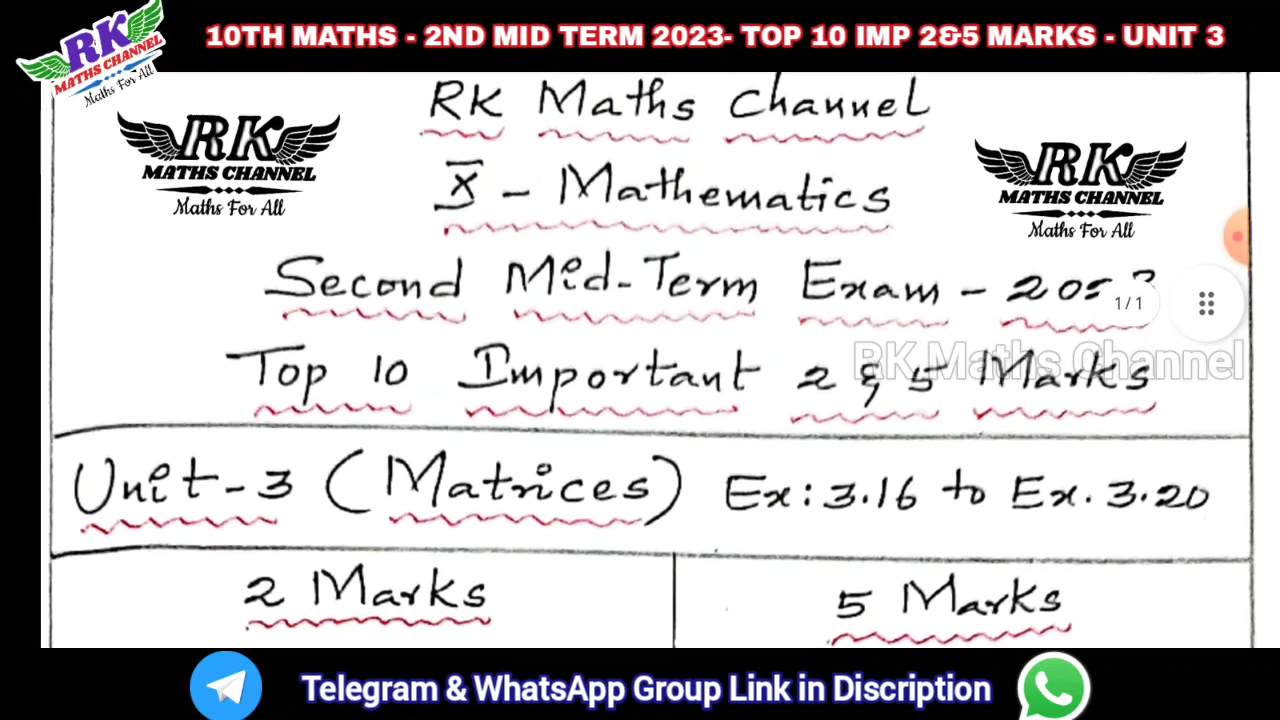 10TH MATHS - 2ND MID TERM 2023- TOP 10 IMP 2&5 MARKS - UNIT 3
RK
MATHS CHANNEL
Maths For All
RK Maths Channel
RK
MATHS CHANNEL
Maths For All
RK
MATHS CHANNEL
Maths For All
X - Mathematics
Second Mid-Term Exam -
1/1
RK Maths Channel
Top 10 Important 2 & 5 Marks
Unit-3 (Matrices) Ex: 3.16 to Ex. 3.20
2 Marks
5 Marks
Telegram & WhatsApp Group Link in Discription